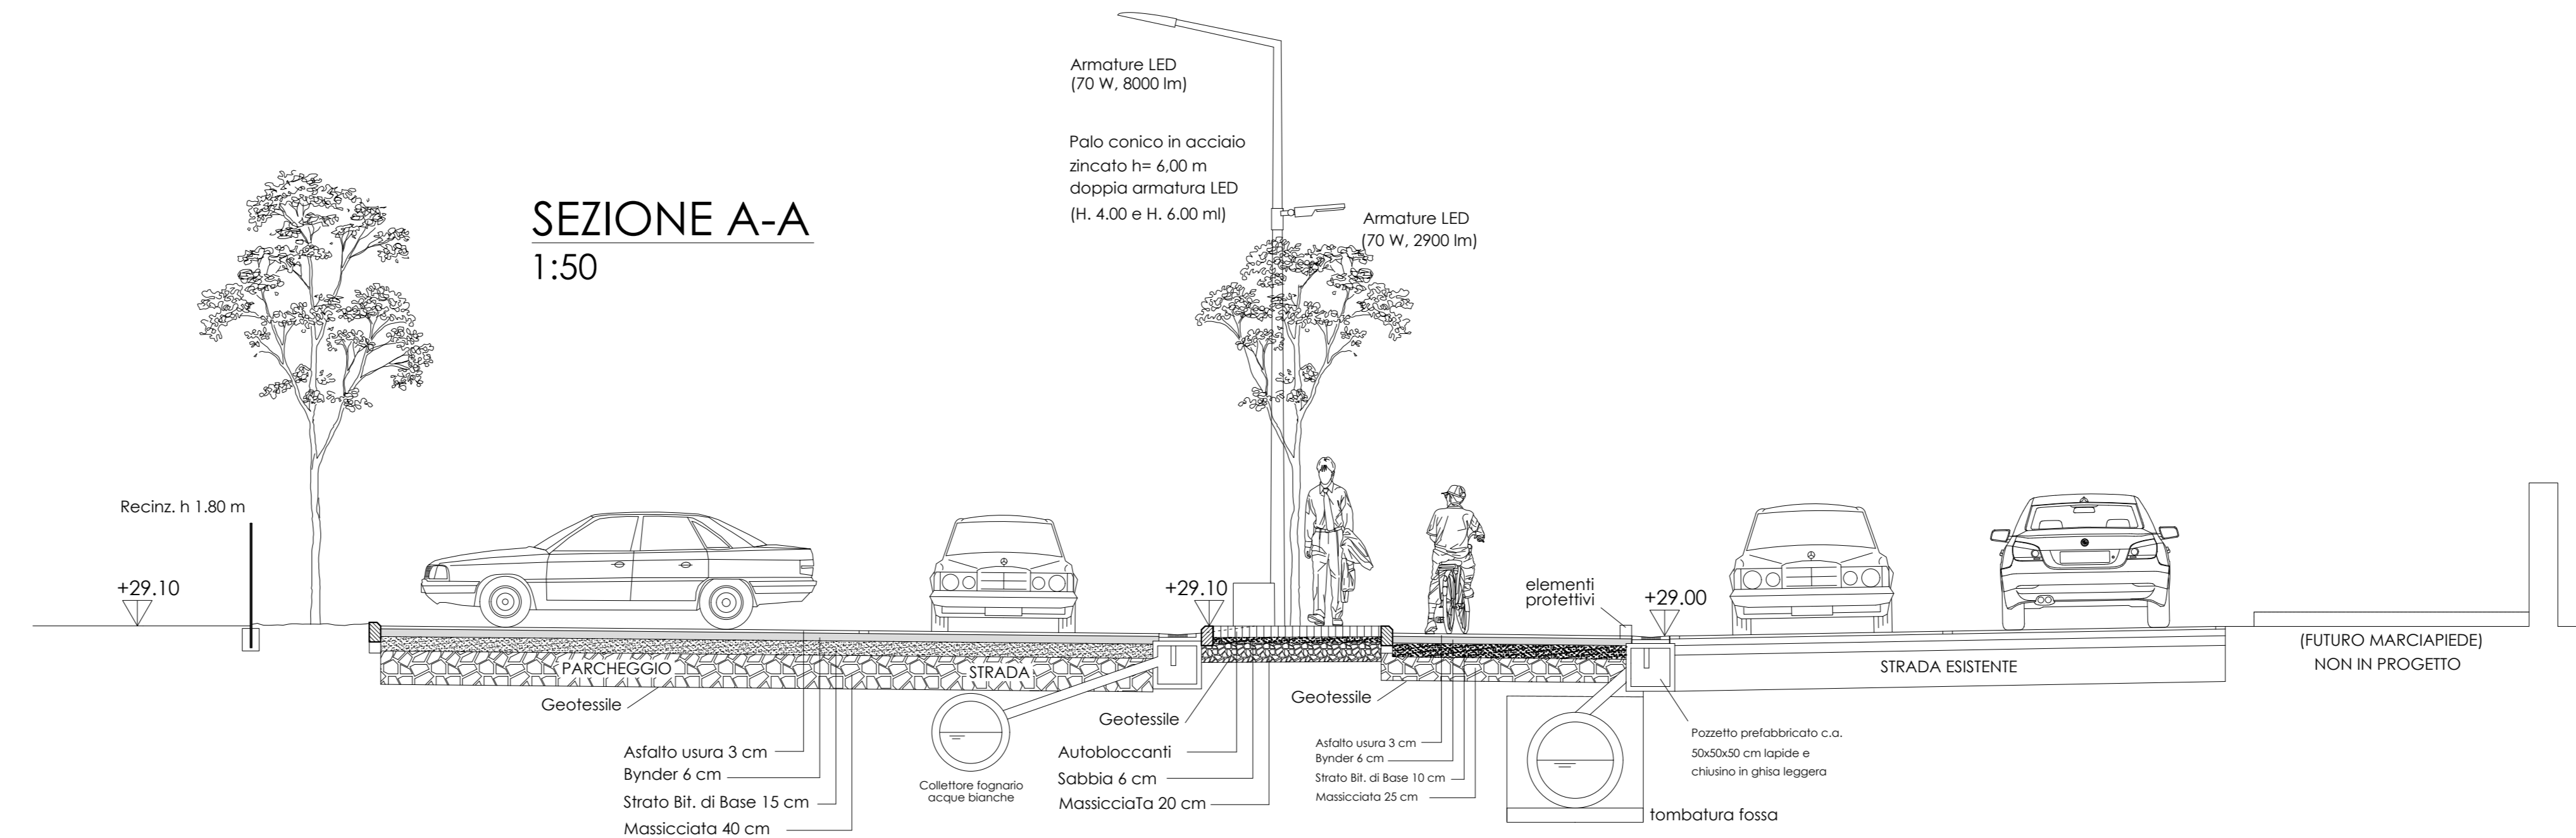 Armature LED
(70 W, 8000 lm)
Palo conico in acciaio
zincato h= 6,00 m
doppia armatura LED
(H. 4.00 e H. 6.00 ml)
SEZIONE A-A
1:50
Armature LED
(70 W, 2900 lm)
Recinz. h 1.80 m
+29.10
+29.10
elementi
protettivi
+29.00
PARCHEGGIO
STRADA
STRADA ESISTENTE
(FUTURO MARCIAPIEDE)
NON IN PROGETTO
Geotessile
Asfalto usura 3 cm
Bynder 6 cm
Strato Bit. di Base 15 cm
Massicciata 40 cm
Collettore fognario
acque bianche
Geotessile
Autobloccanti
Sabbia 6 cm
MassicciaTa 20 cm
Geotessile
Asfalto usura 3 cm
Bynder 6 cm
Strato Bit. di Base 10 cm
Massicciata 25 cm
Pozzetto prefabbricato c.a.
50x50x50 cm lapide e
chiusino in ghisa leggera
tombatura fossa